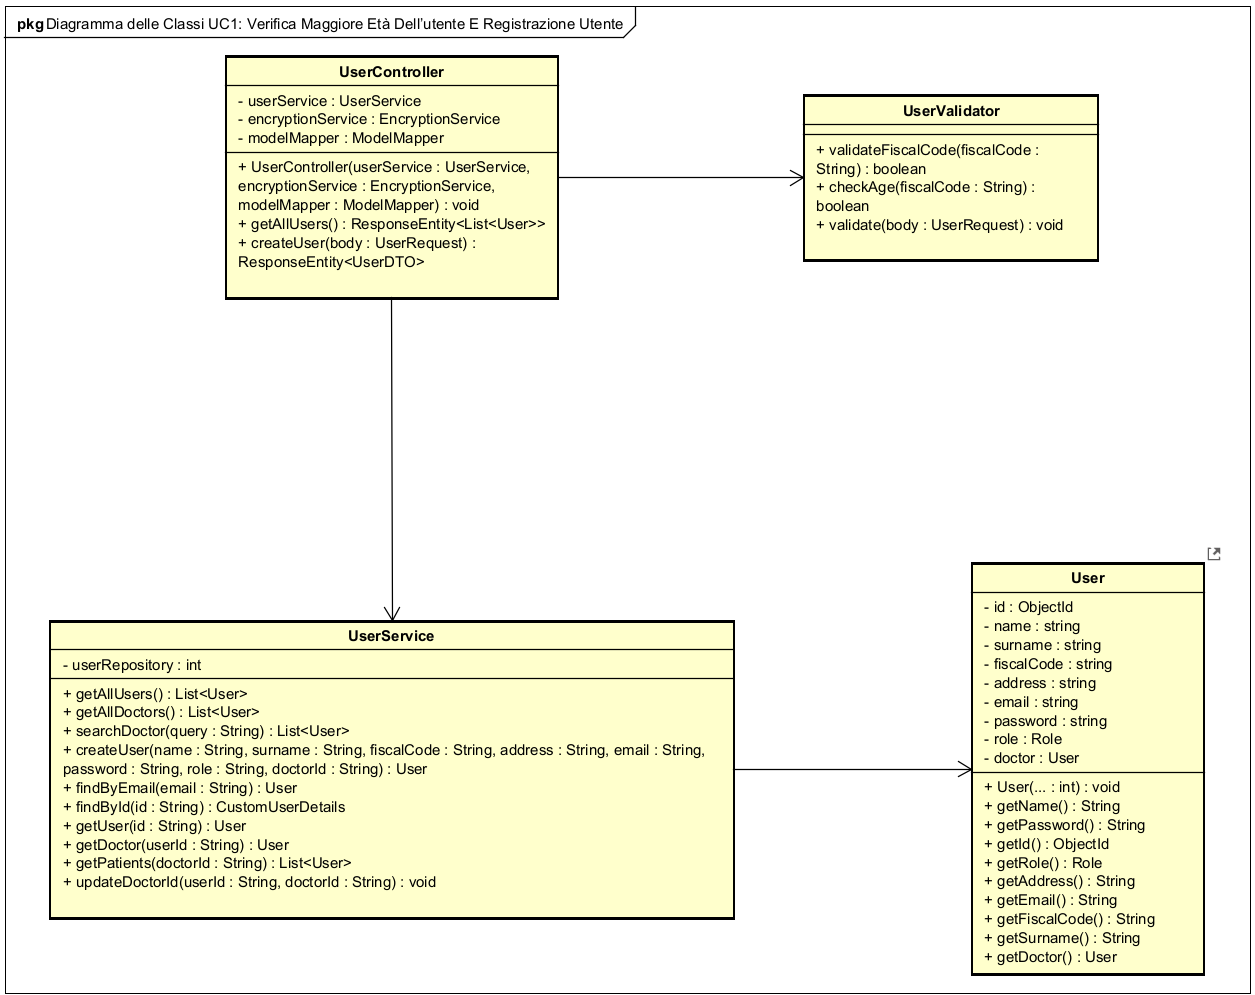 pkg Diagramma delle Classi UC1: Verifica Maggiore Età Dell'utente E Registrazione Utente
UserController
- userService : UserService
- encryptionService : EncryptionService
- modelMapper : ModelMapper
+ UserController(userService : UserService,
encryptionService : EncryptionService,
modelMapper : ModelMapper) : void
+ getAllUsers() : ResponseEntity<List<User>>
+ createUser(body : UserRequest) :
ResponseEntity<UserDTO>
UserValidator
+ validateFiscalCode(fiscalCode :
String) : boolean
+ checkAge(fiscalCode : String) :
boolean
+ validate(body : UserRequest) : void
UserService
- userRepository : int
+ getAllUsers() : List<User>
+ getAllDoctors() : List<User>
+ searchDoctor(query : String) : List<User>
+ createUser(name : String, surname : String, fiscalCode : String, address : String, email : String,
password : String, role : String, doctorId : String) : User
+ findByEmail(email : String) : User
+ findById(id : String) : CustomUserDetails
+ getUser(id : String) : User
+ getDoctor(userId : String) : User
+ getPatients(doctorId : String) : List<User>
+ updateDoctorId(userId : String, doctorId : String) : void
User
- id : ObjectId
- name : string
- surname : string
- fiscalCode : string
- address : string
- email : string
- password : string
- role : Role
- doctor : User
+ User(... : int) : void
+ getName() : String
+ getPassword() : String
+ getId() : ObjectId
+ getRole() : Role
+ getAddress() : String
+ getEmail() : String
+ getFiscalCode() : String
+ getSurname() : String
+ getDoctor() : User